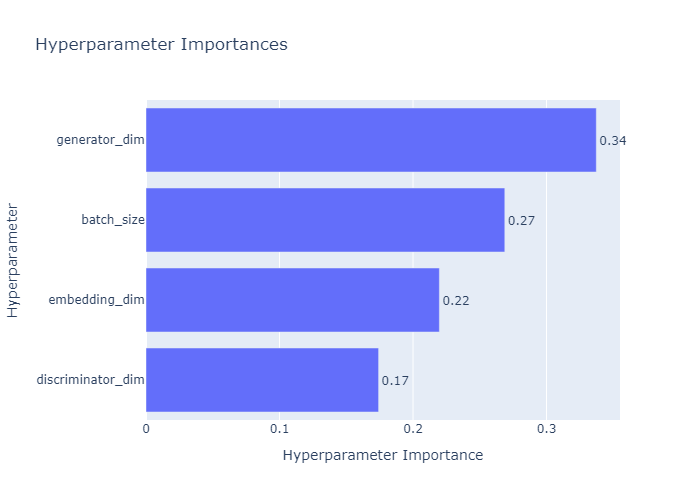 Hyperparameter Importances
Hyperparameter
generator_dim
0.34
batch_size
0.27
embedding_dim
0.22
discriminator_dim
0.17
0
0.1
0.2
0.3
Hyperparameter Importance